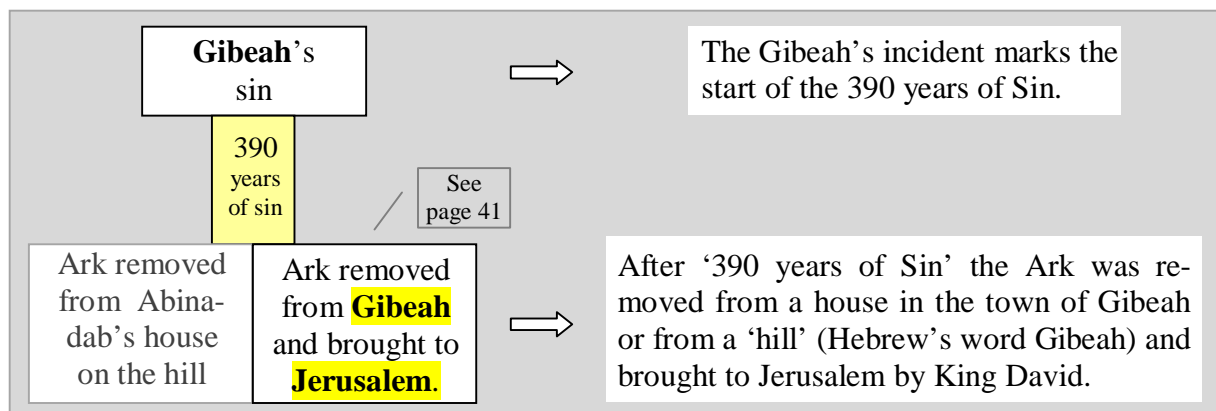 Gibeah's
sin
The Gibeah's incident marks the
start of the 390 years of Sin.
390
years
of sin
See
page 41
Ark removed
from Abina-
dab's house
on the hill
Ark removed
from Gibeah
and brought to
Jerusalem.
After ‘390 years of Sin’ the Ark was re-
moved from a house in the town of Gibeah
or from a ‘hill’ (Hebrew’s word Gibeah) and
brought to Jerusalem by King David.